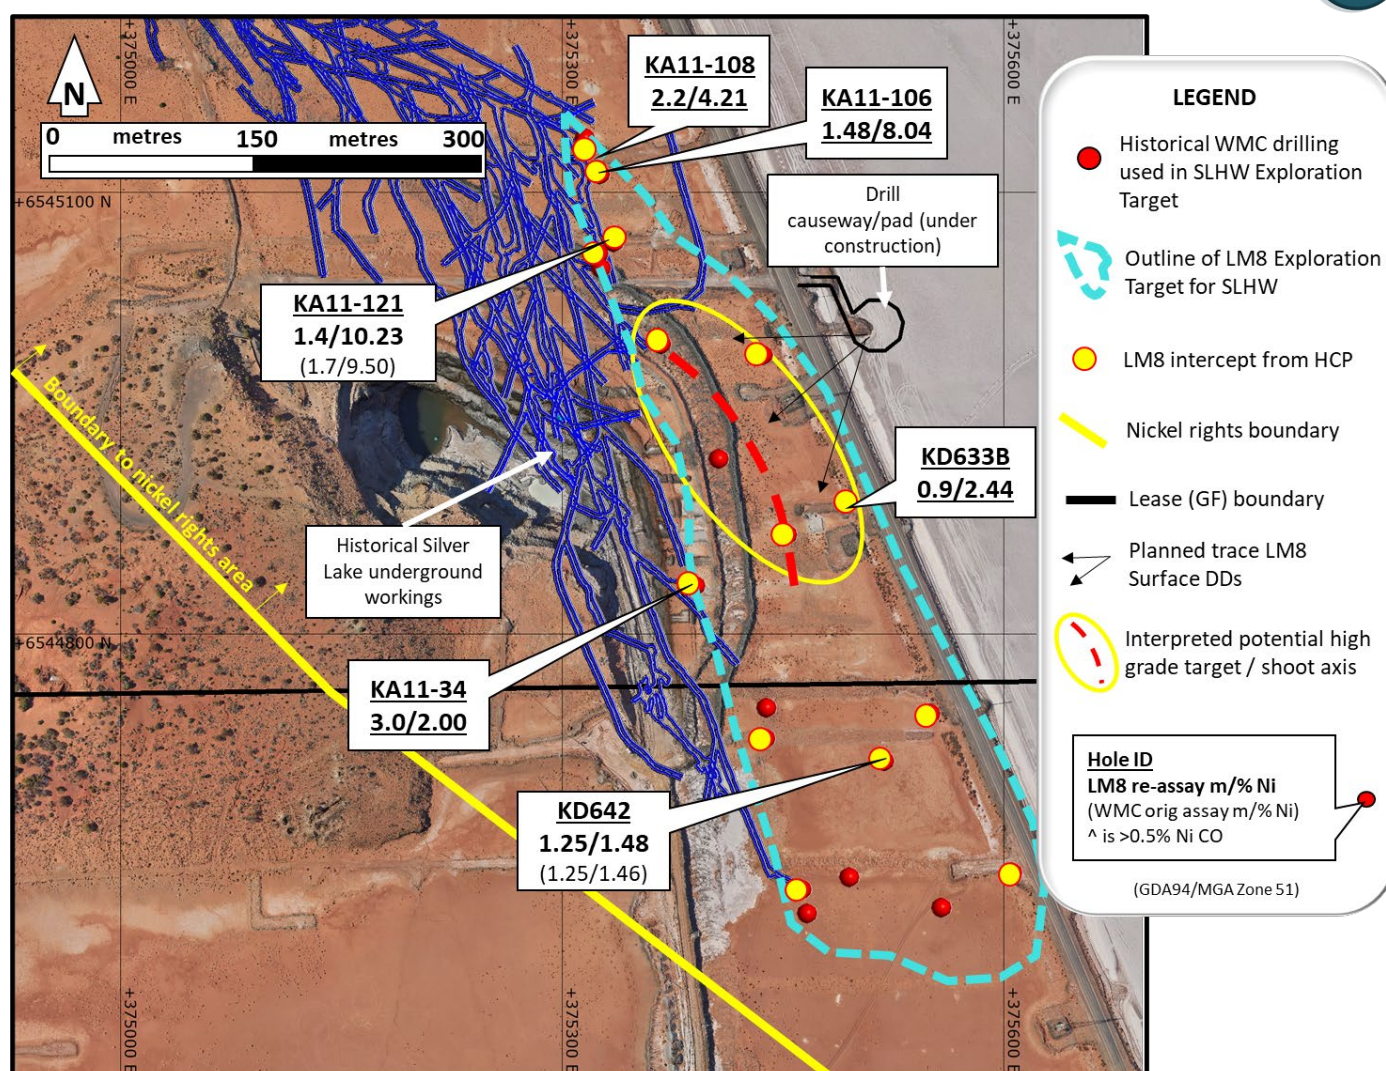 +375000 E
+375300 E
+375600 E
N
0 metres 150 metres 300
+6545100 N
KA11-108
2.2/4.21
KA11-106
1.48/8.04
Drill
causeway/pad (under
construction)
KA11-121
1.4/10.23
(1.7/9.50)
Boundary to nickel rights area
KD633B
0.9/2.44
Historical Silver
Lake underground
workings
+6544800 N
KA11-34
3.0/2.00
KD642
1.25/1.48
(1.25/1.46)
+375000 E
+375300 E
+375600 E
LEGEND
Historical WMC drilling
used in SLHW Exploration
Target
Outline of LM8 Exploration
Target for SLHW
LM8 intercept from HCP
Nickel rights boundary
Lease (GF) boundary
Planned trace LM8
Surface DDs
Interpreted potential high
grade target / shoot axis
Hole ID
LM8 re-assay m/% Ni
(WMC orig assay m/% Ni)
^ is >0.5% Ni CO
(GDA94/MGA Zone 51)